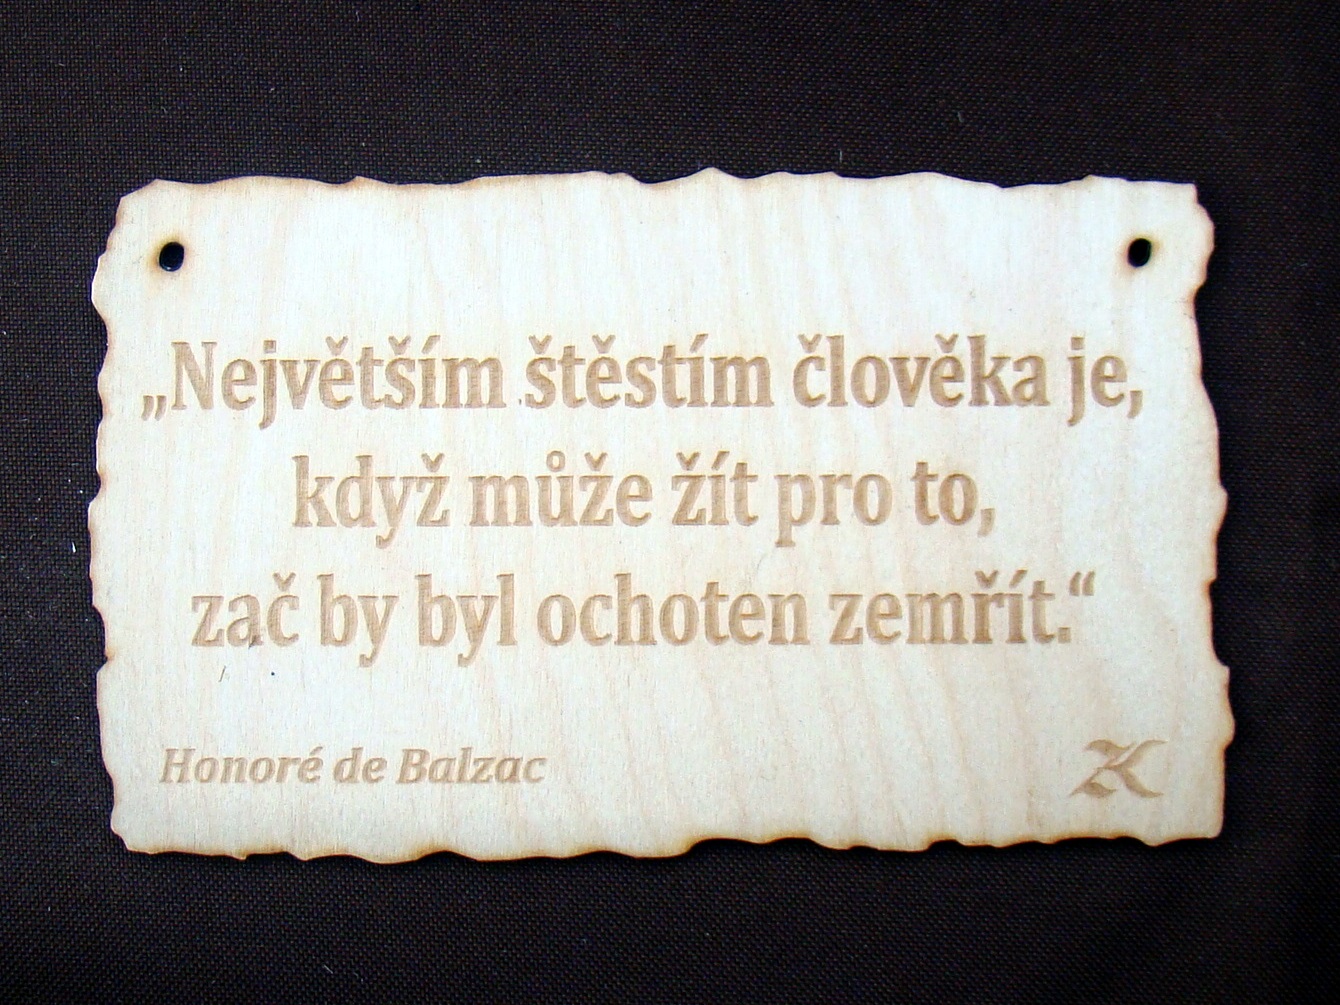 „Největším štěstím člověka je,
když může žít pro to,
zač by byl ochoten zemřít.“
Honoré de Balzac
K